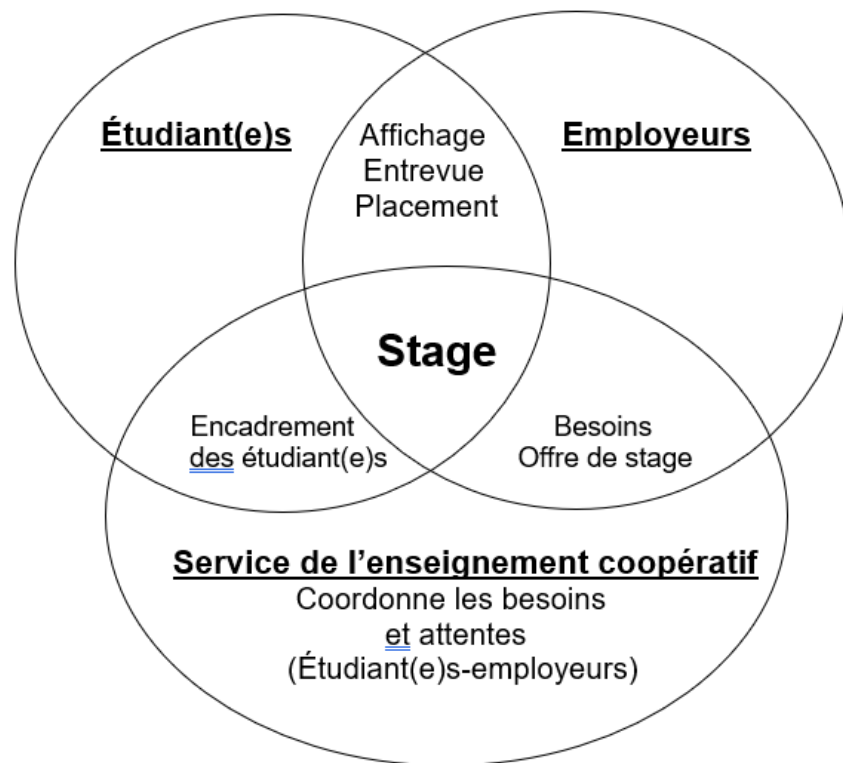 Étudiant(e)s
Affichage
Entrevue
Placement
Employeurs
Stage
Encadrement
des étudiant(e)s
Besoins
Offre de stage
Service de l'enseignement coopératif
Coordonne les besoins
et attentes
(Étudiant(e)s-employeurs)